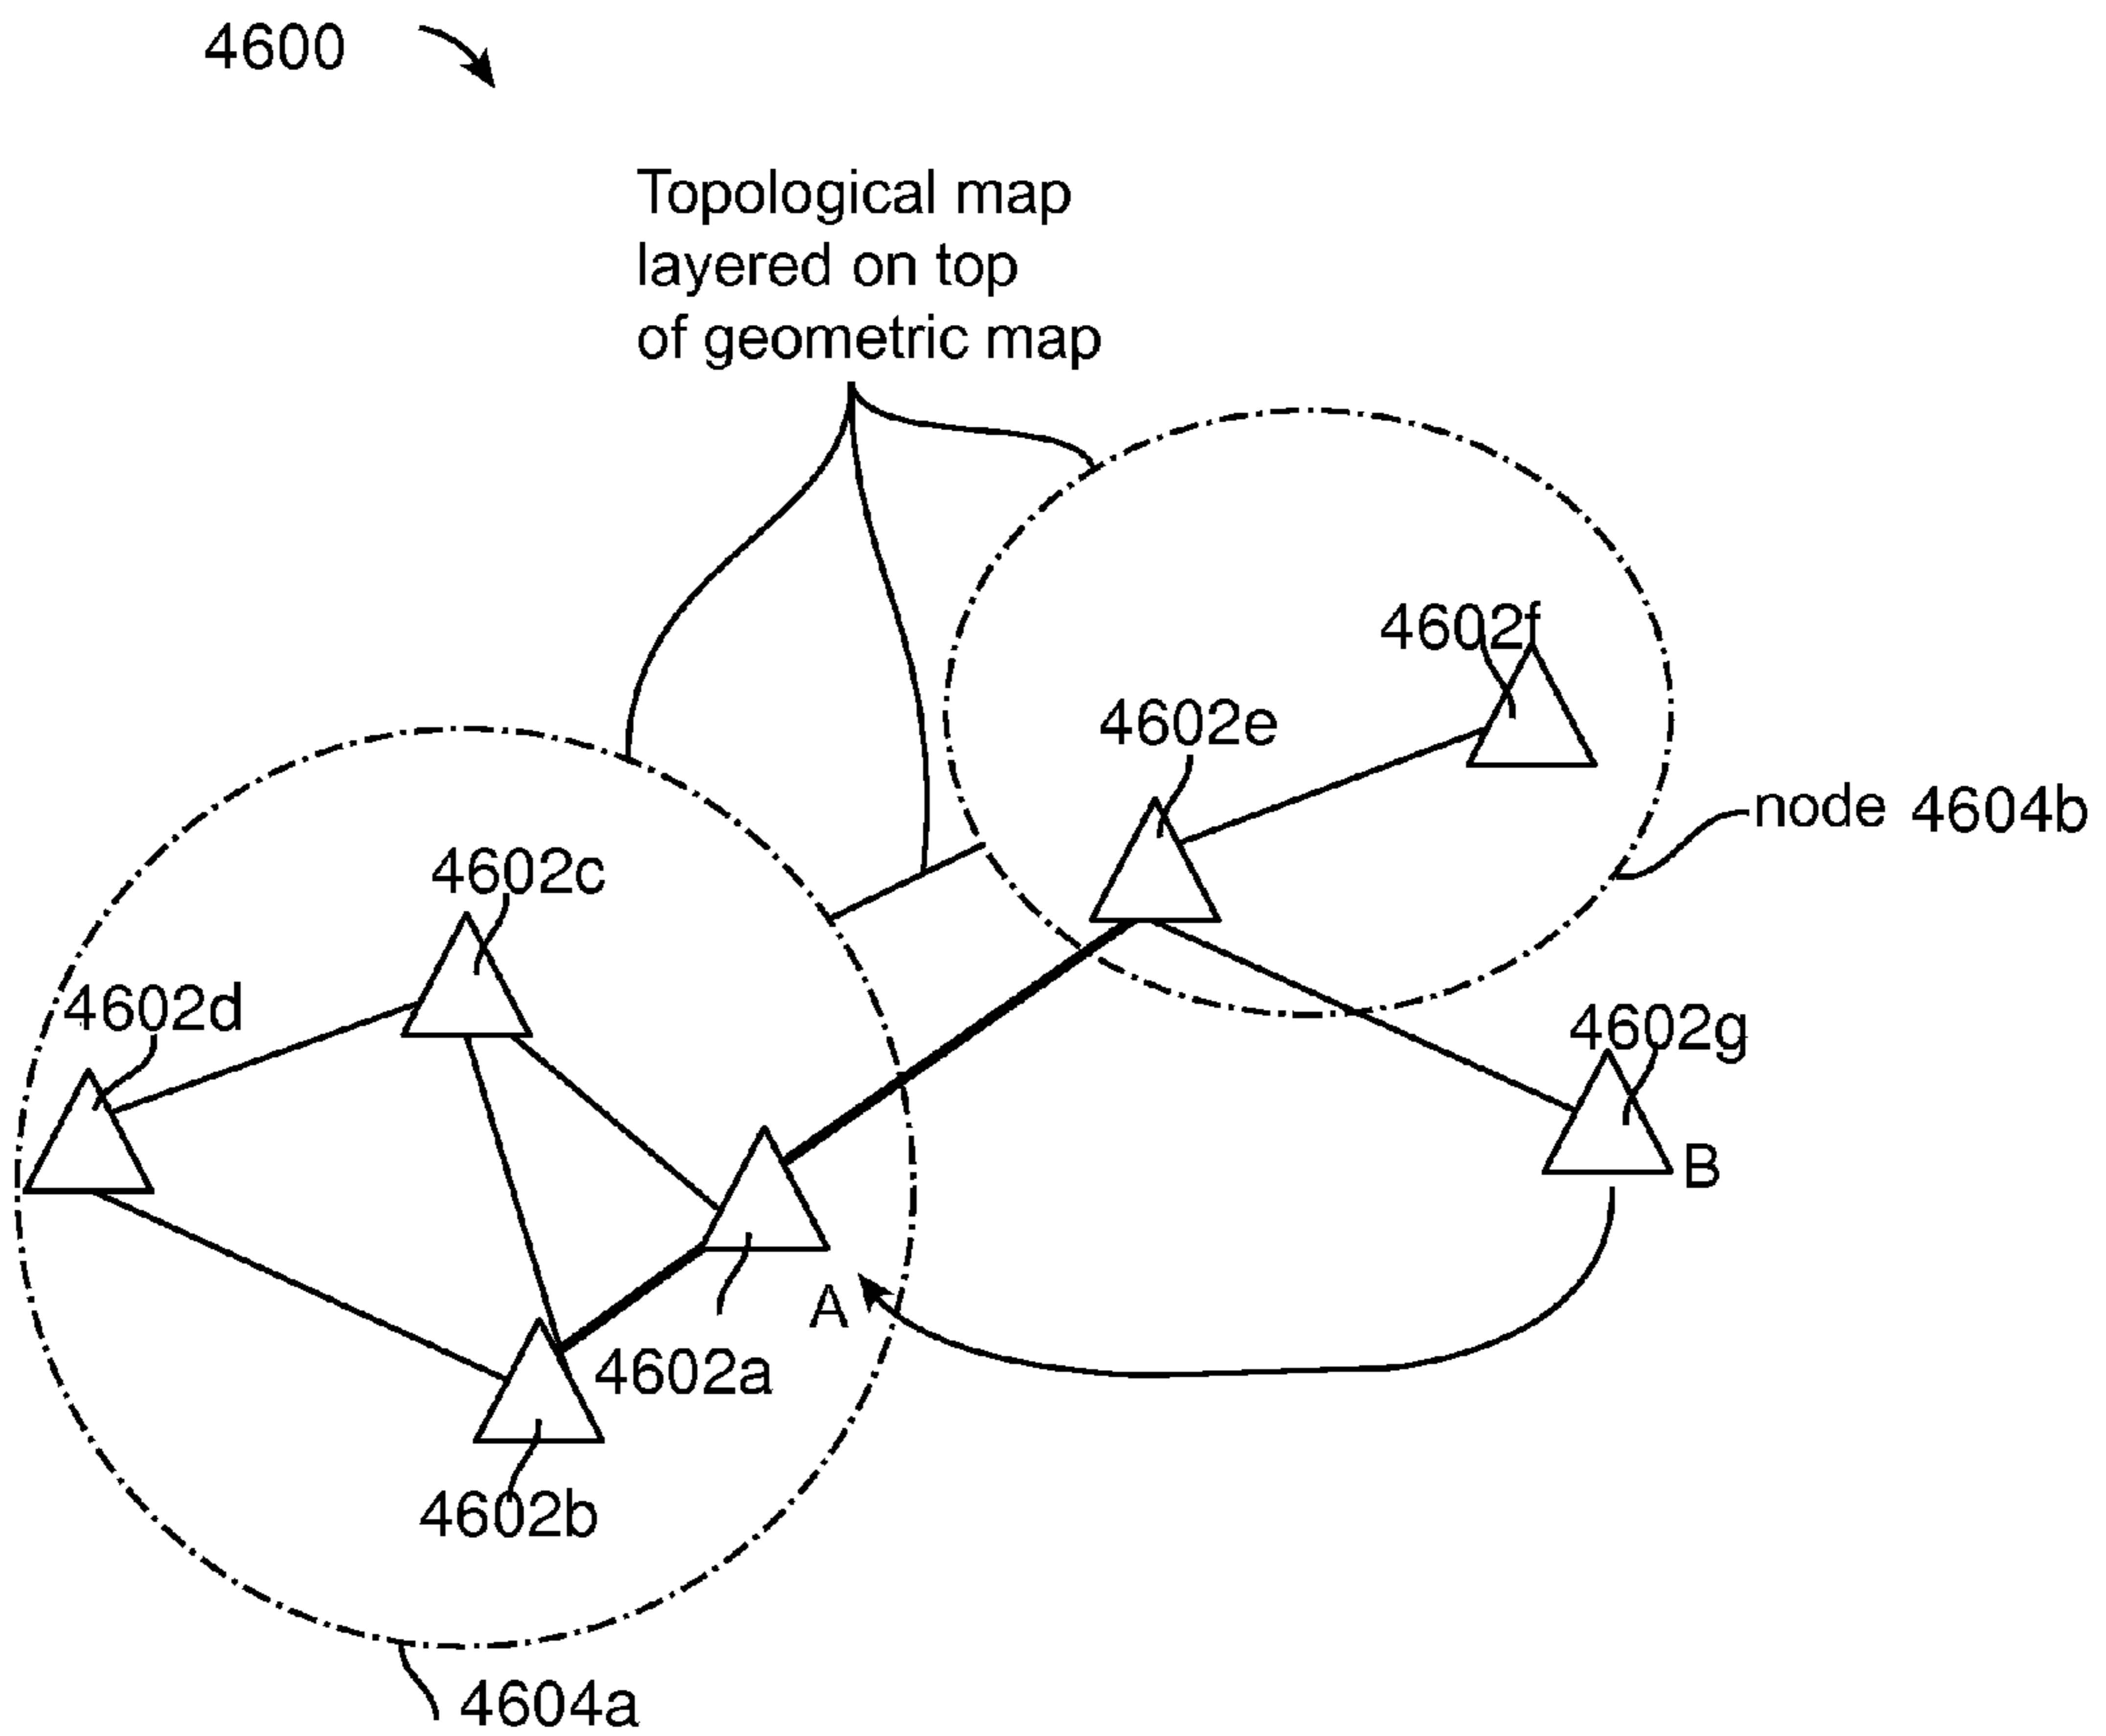 4600
Topological map
layered on top
of geometric map
4602f
4602e
node 4604b
4602c
4602d
4602g
B
A
4602a
4602b
4604a